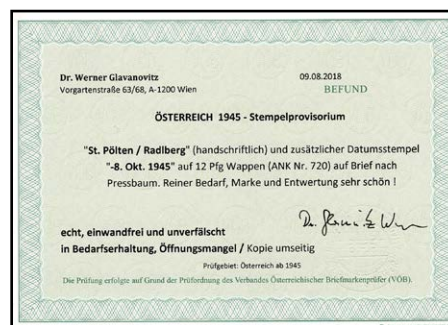 Dr. Werner Glavanovitz 09.08.2018
Vorgartenstraße 63/68, A-1200 Wien BEFUND
ÖSTERREICH 1945 - Stempelprovisorium
"St. Pölten / Radlberg" (handschriftlich) und zusätzlicher Datumsstempel
"-8. Okt. 1945" auf 12 Pfg Wappen (ANK Nr. 720) auf Brief nach
Pressbaum. Reiner Bedarf, Marke und Entwertung sehr schön !
echt, einwandfrei und unverfälscht
in Bedarfserhaltung, Öffnungsmangel / Kopie umseitig
Prüfgebiet: Österreich ab 1945
Die Prüfung erfolgte auf Grund der Prüfordnung des Verbandes Österreichischer Briefmarkenprüfer (VÖB).